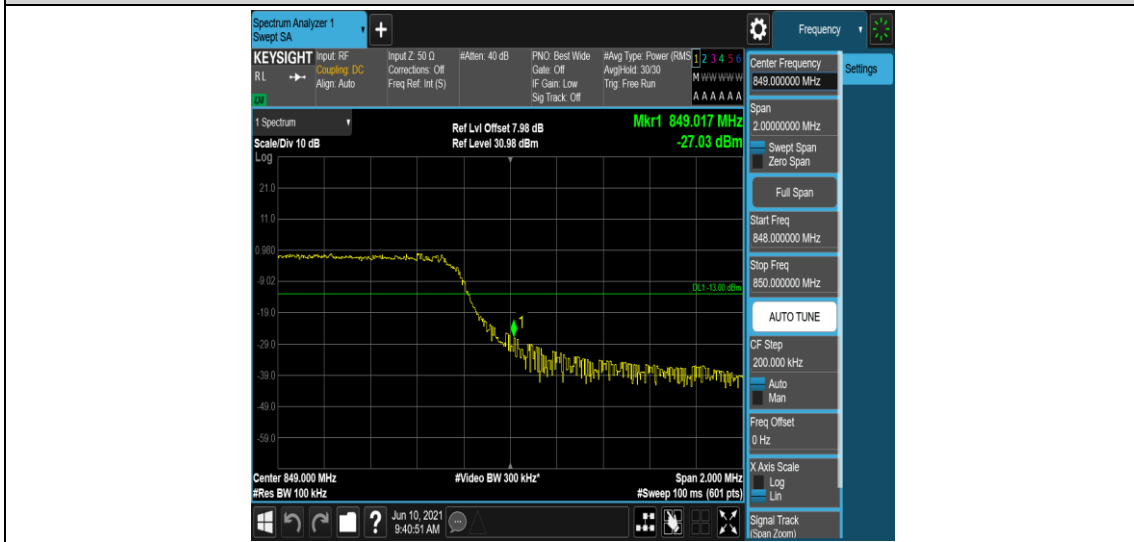 Spectrum Analyzer 1
Swept SA
+
Frequency
KEYSIGHT
RL
Input: RF
Coupling: DC
Align: Auto
Input Z: 50 Ω
Corrections: Off
Freq Ref: Int (S)
#Atten: 40 dB
PNO: Best Wide
Gate: Off
IF Gain: Low
Sig Track: Off
#Avg Type: Power (RMS
Avg|Hold: 30/30
Trig: Free Run
1 2 3 4 5 6
M W W W W W
A A A A A A
Settings
1 Spectrum
Scale/Div 10 dB
Log
Ref Lvl Offset 7.98 dB
Ref Level 30.98 dBm
Mkr1 849.017 MHz
-27.03 dBm
21.0
11.0
0.980
-9.02
-19.0
-29.0
-39.0
-49.0
-59.0
DL1 -13.00 dBm
1
Center 849.000 MHz
#Res BW 100 kHz
#Video BW 300 kHz*
Span 2.000 MHz
#Sweep 100 ms (601 pts)
Center Frequency
849.000000 MHz
Span
2.00000000 MHz
Swept Span
Zero Span
Full Span
Start Freq
848.000000 MHz
Stop Freq
850.000000 MHz
AUTO TUNE
CF Step
200.000 kHz
Auto
Man
Freq Offset
0 Hz
X Axis Scale
Log
Lin
Signal Track
(Span Zoom)
?
Jun 10, 2021
9:40:51 AM